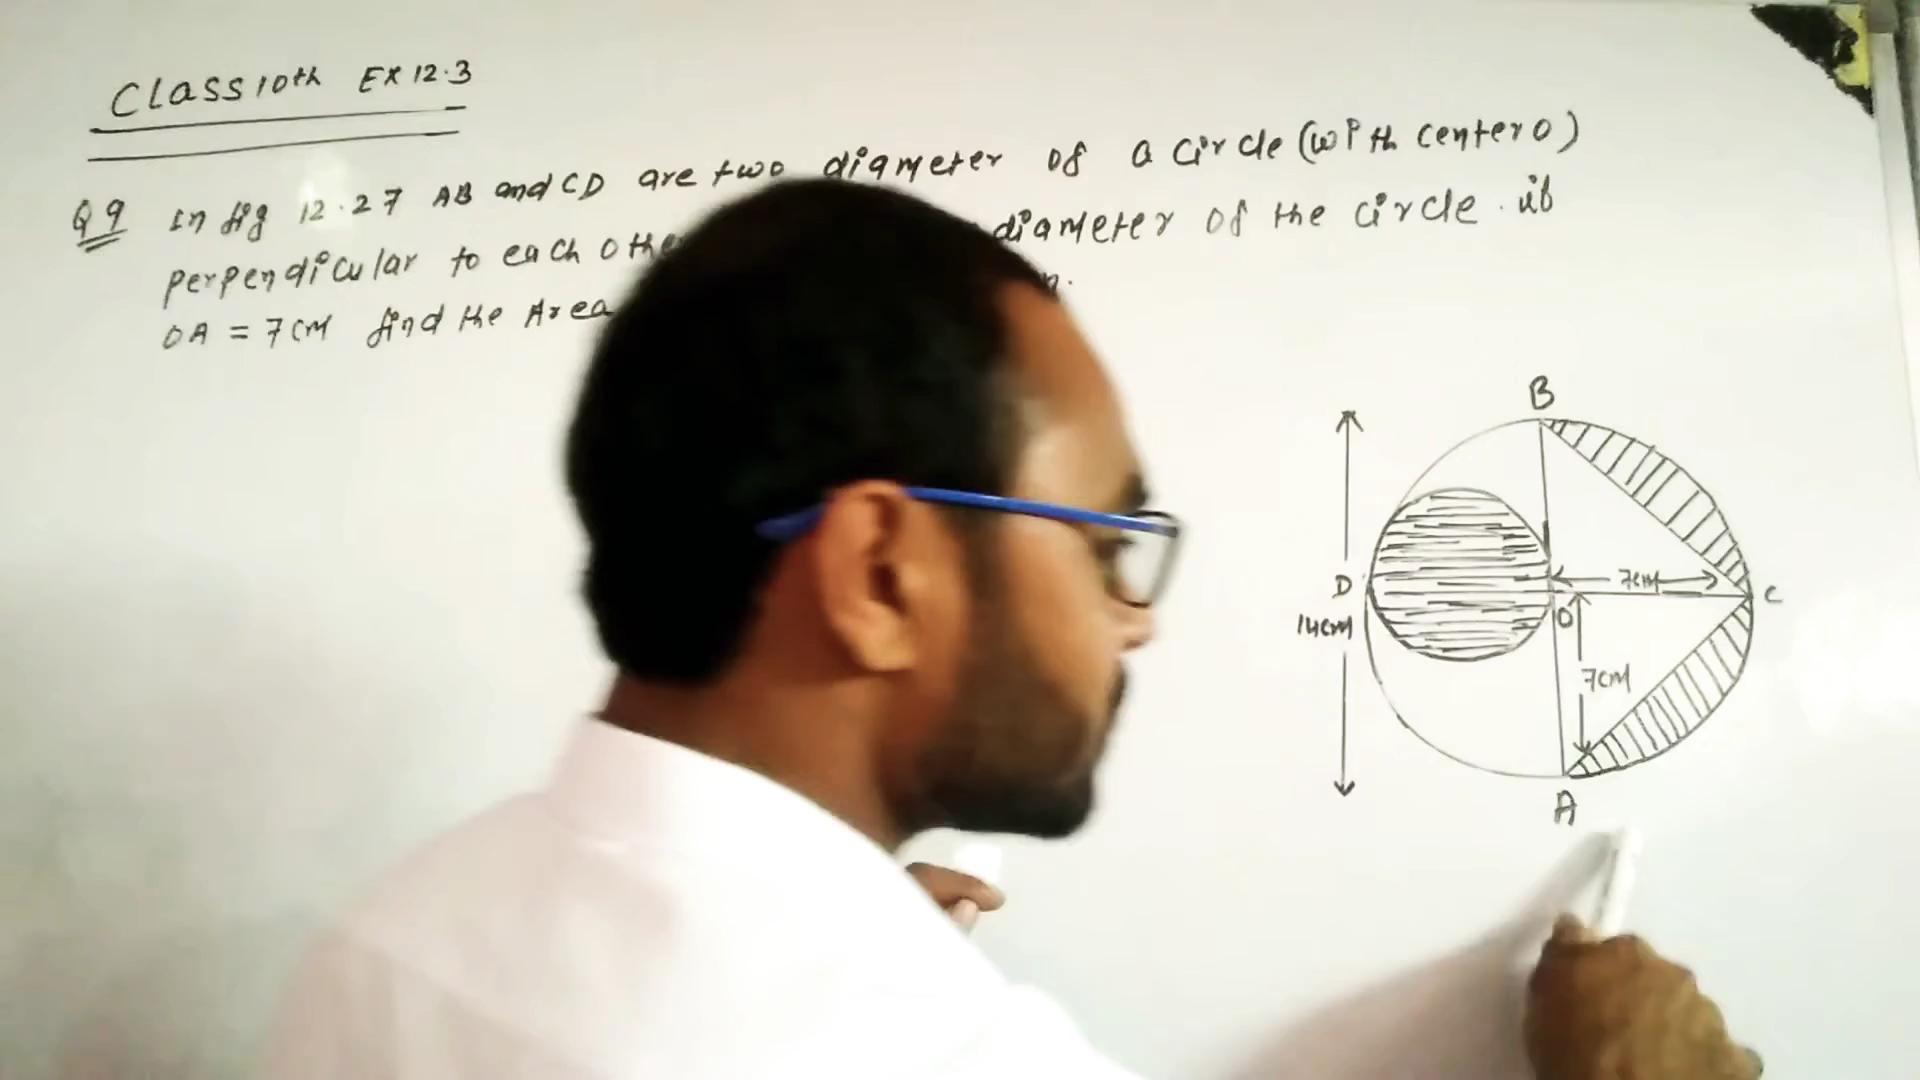 Class 10th Ex 12.3
Q9 In fig 12.27 AB and CD are two diameter of a circle (with center O)
perpendicular to each othe diameter of the circle. if
OA = 7cm find the Area
B
D
7cm
C
O
14cm
7cm
A